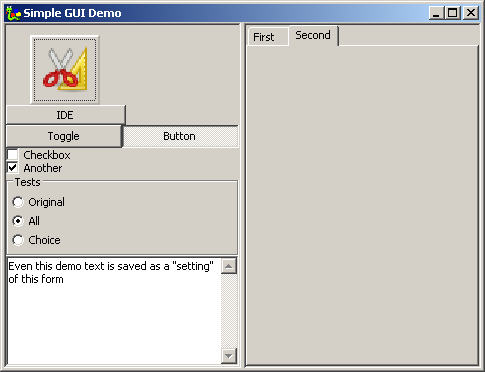 Simple GUI Demo
IDE
Toggle
Button
Checkbox
Another
Tests
Original
All
Choice
Even this demo text is saved as a "setting"
of this form
First
Second